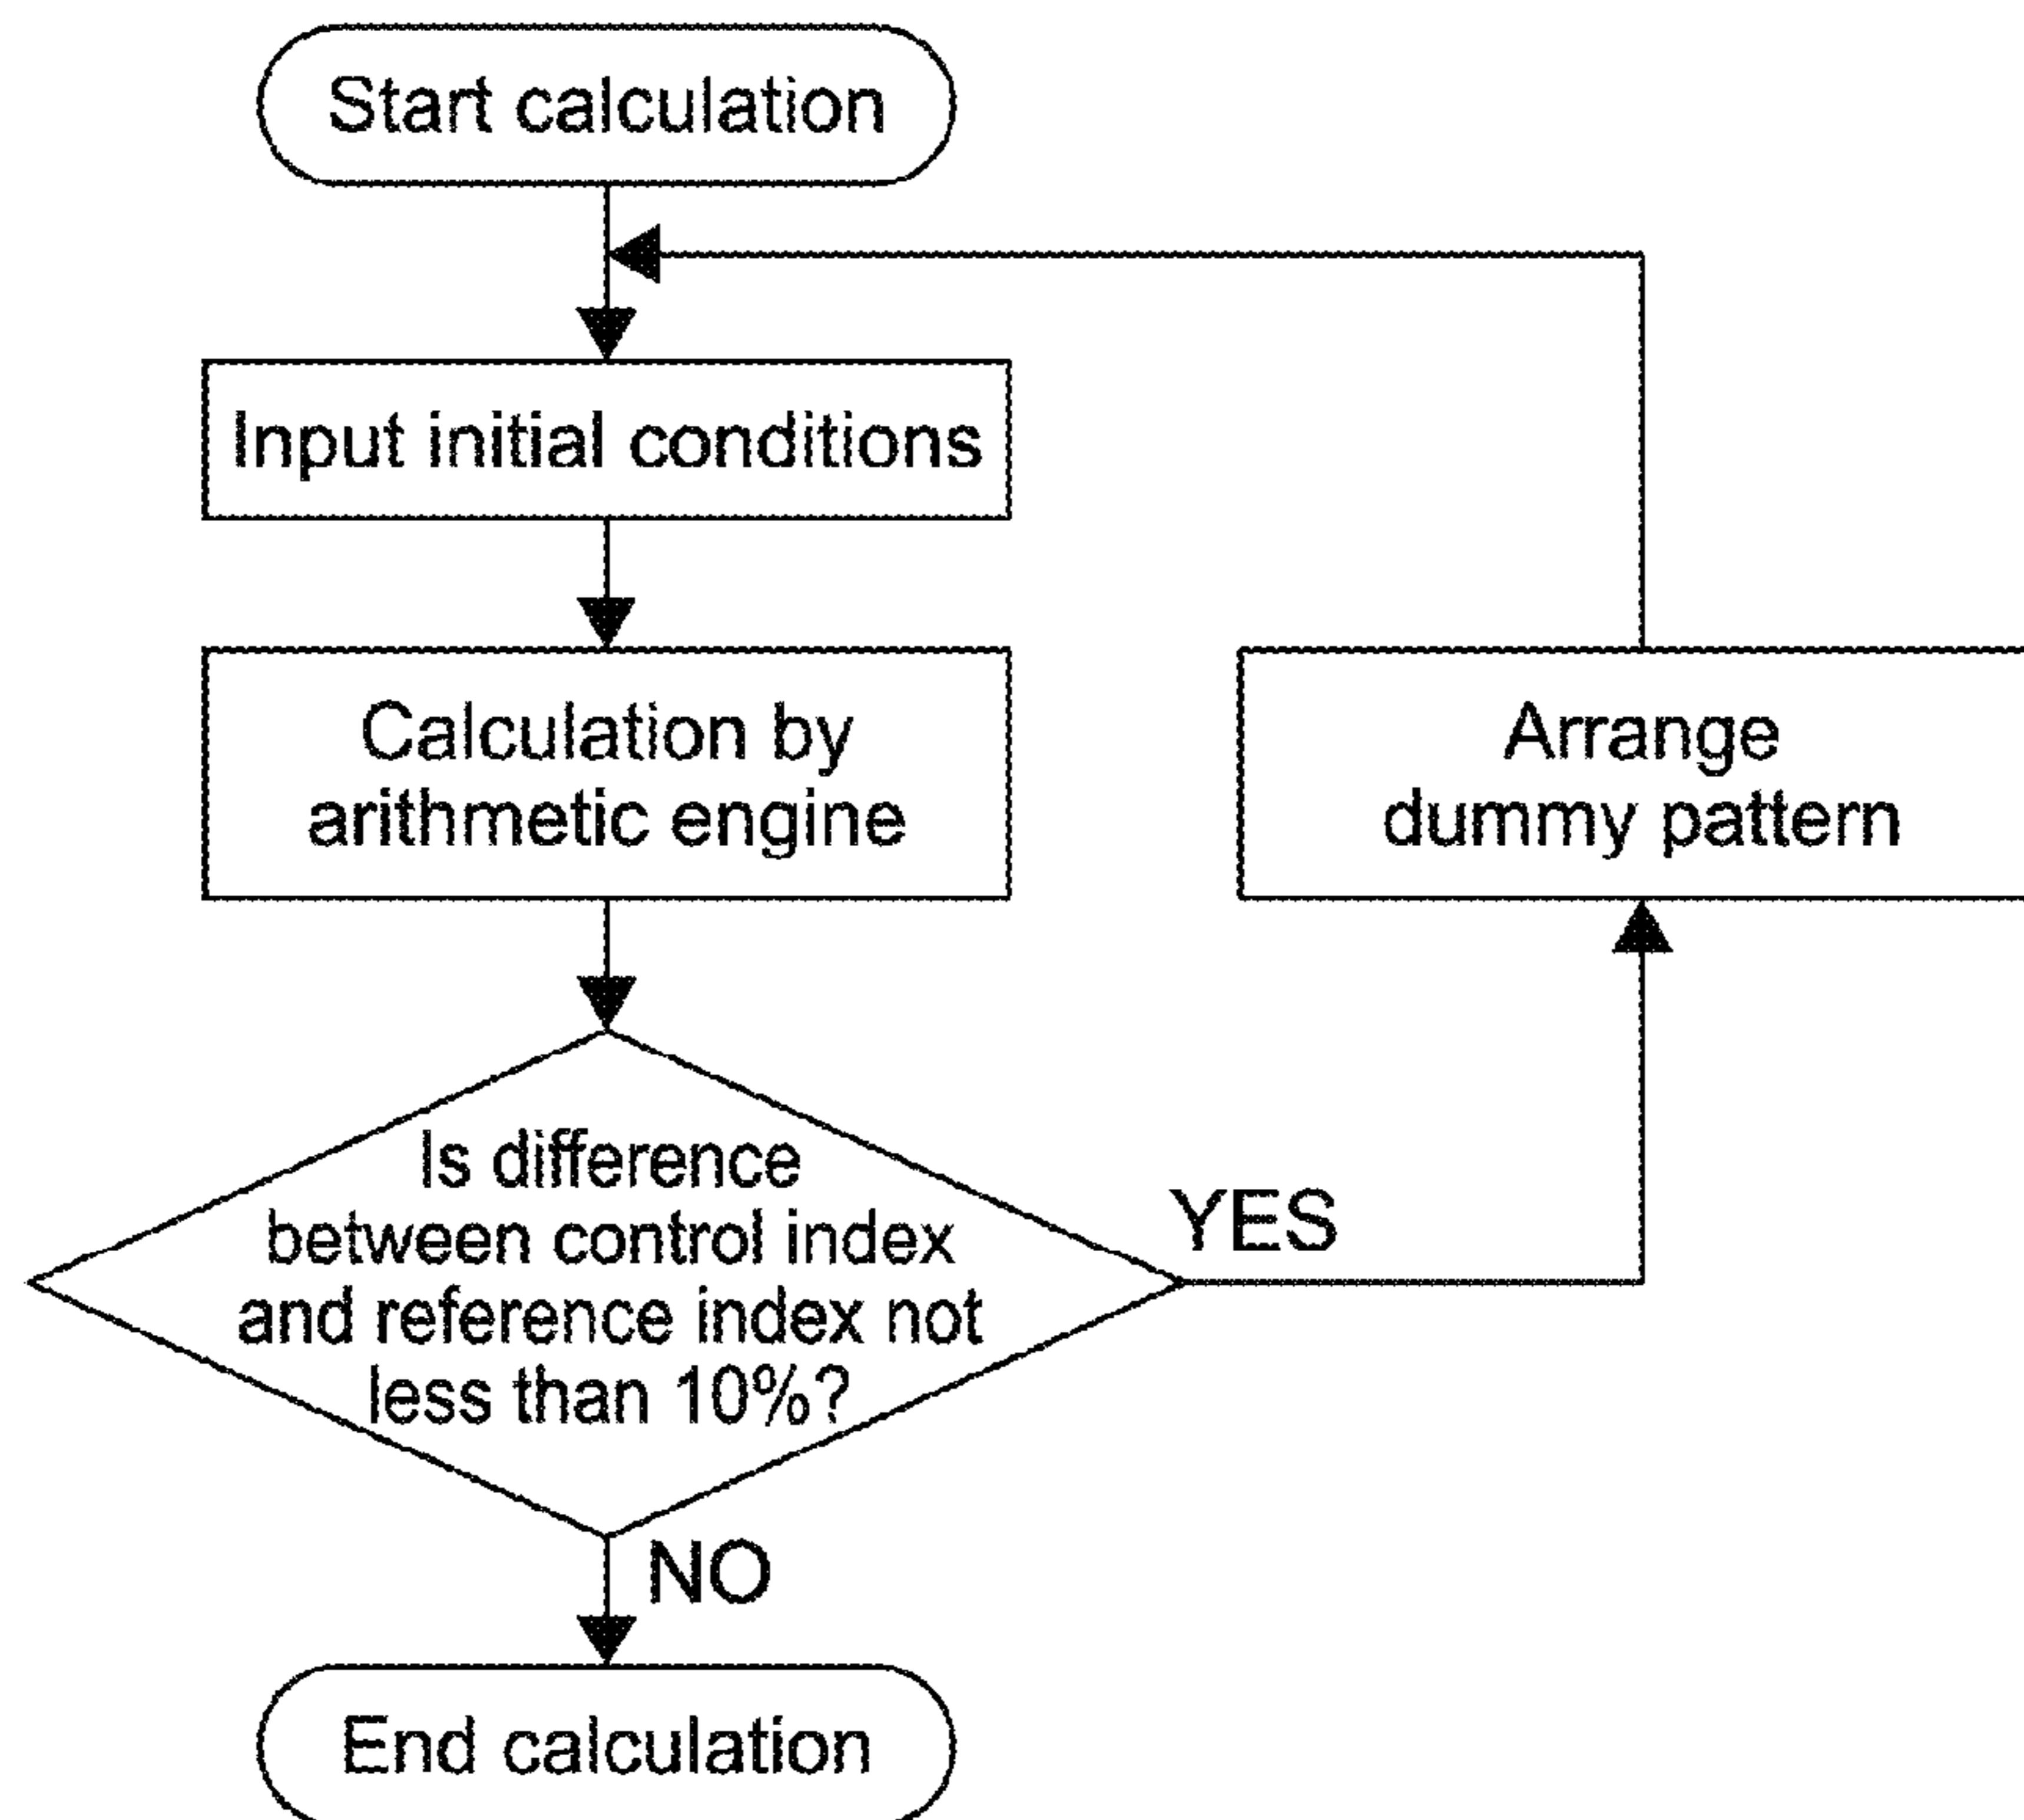 Start calculation
Input initial conditions
Calculation by
arithmetic engine
Arrange
dummy pattern
Is difference
between control index
and reference index not
less than 10%?
YES
NO
End calculation